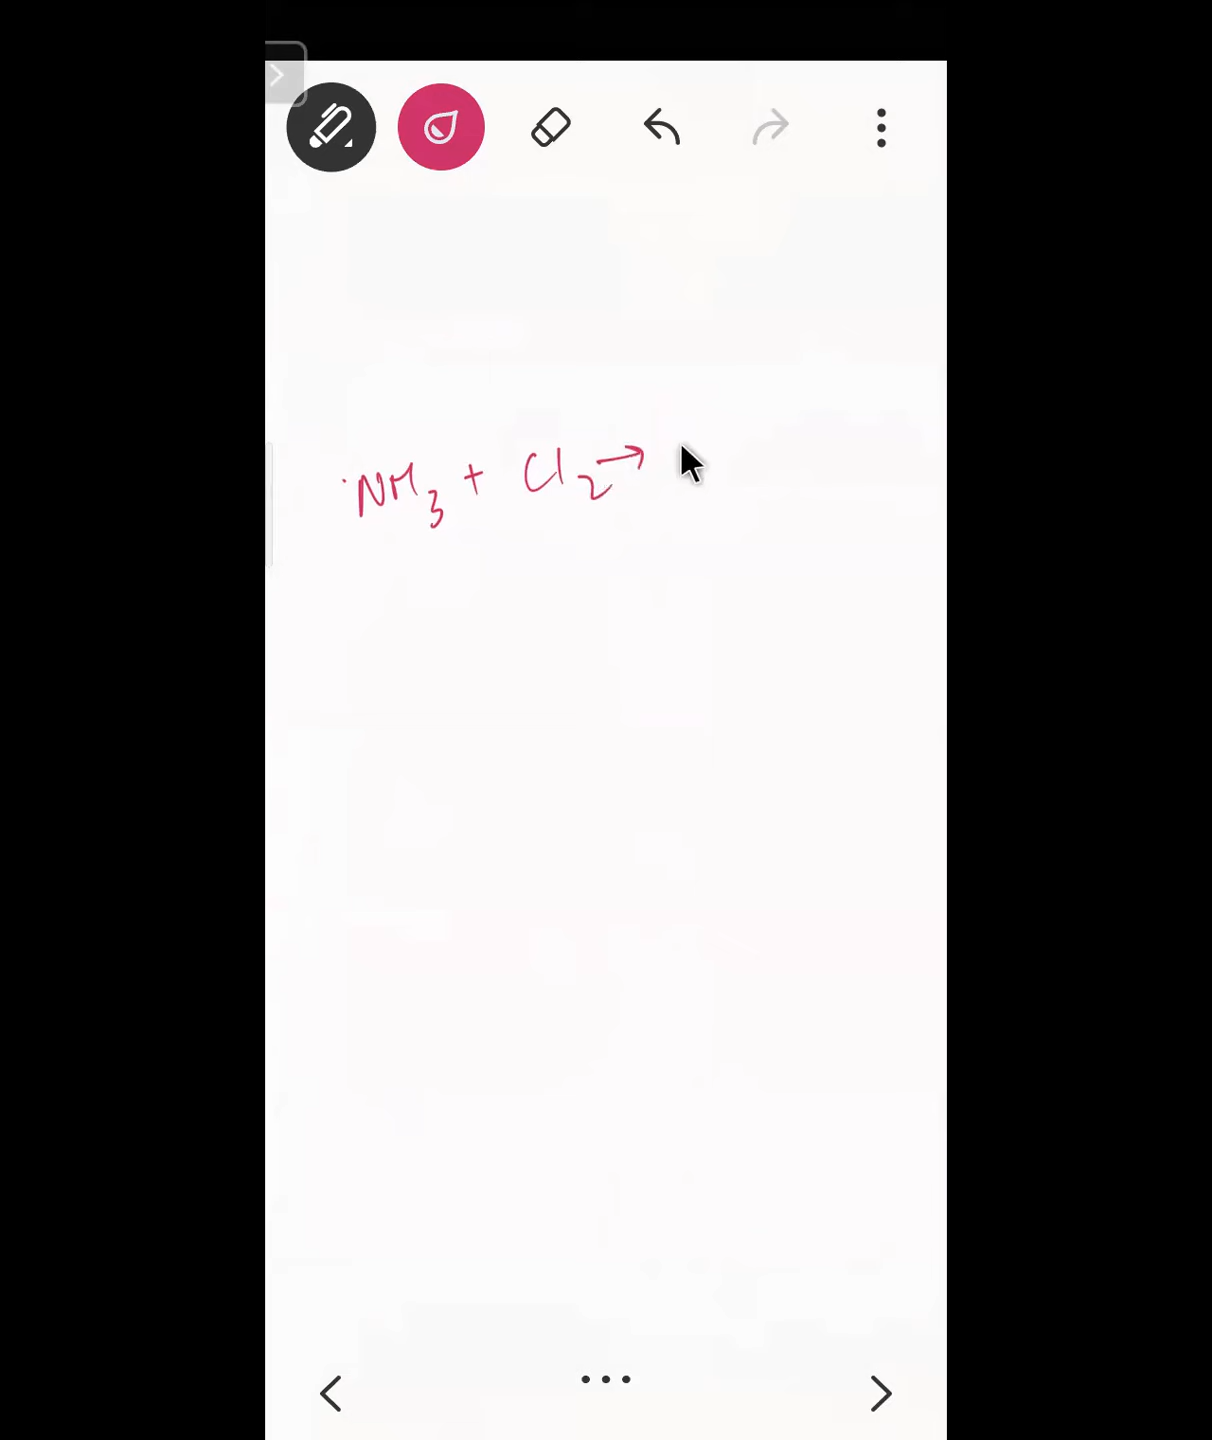 NH₃ + Cl₂ →